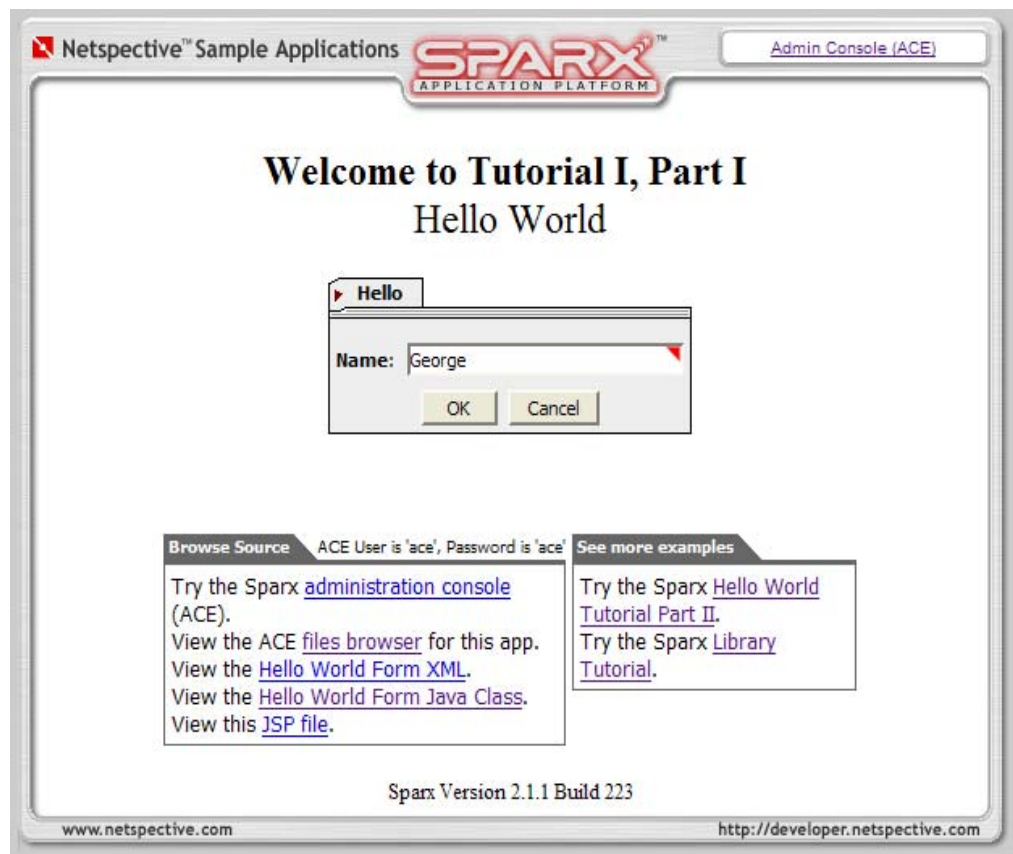 Netspective™ Sample Applications
SPARX™
APPLICATION PLATFORM
Admin Console (ACE)
Welcome to Tutorial I, Part I
Hello World
Hello
Name: George
OK Cancel
Browse Source ACE User is 'ace', Password is 'ace'
Try the Sparx administration console
(ACE).
View the ACE files browser for this app.
View the Hello World Form XML.
View the Hello World Form Java Class.
View this JSP file.
See more examples
Try the Sparx Hello World
Tutorial Part II.
Try the Sparx Library
Tutorial.
Sparx Version 2.1.1 Build 223
www.netspective.com
http://developer.netspective.com